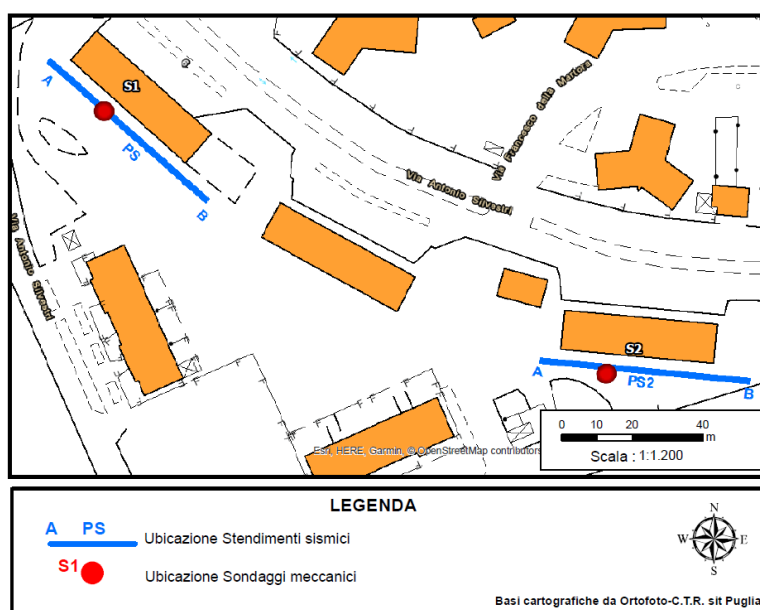 A
S1
PS
B
Via Francesco della Martora
Via Antonio Silvestri
Via Antonio Silvestri
S2
A
PS2
B
Esri, HERE, Garmin, © OpenStreetMap contributors
0 10 20 40
m
Scala : 1:1.200
LEGENDA
A PS
Ubicazione Stendimenti sismici
S1
Ubicazione Sondaggi meccanici
N
W E
S
Basi cartografiche da Ortofoto-C.T.R. sit Puglia